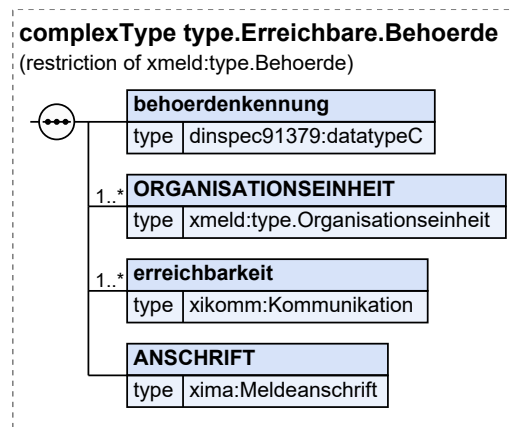 complexType type.Erreichbare.Behoerde
(restriction of xmeld:type.Behoerde)
behoerdenkennung
type dinspec91379:datatypeC
1..* ORGANISATIONSEINHEIT
type xmeld:type.Organisationseinheit
1..* erreichbarkeit
type xikomm:Kommunikation
ANSCHRIFT
type xima:Meldeanschrift